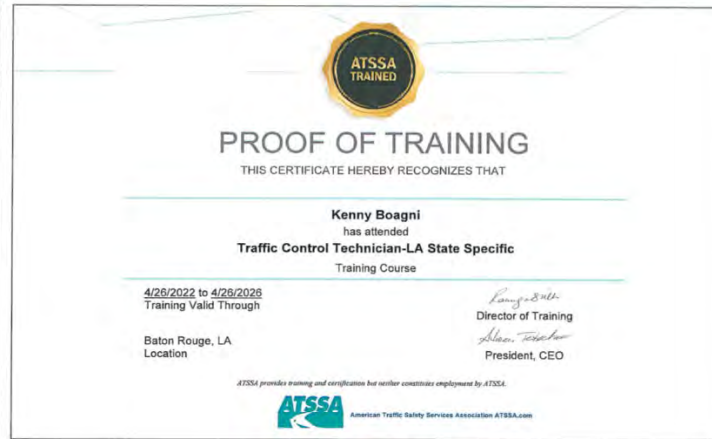 ATSSA
TRAINED
PROOF OF TRAINING
THIS CERTIFICATE HEREBY RECOGNIZES THAT
Kenny Boagni
has attended
Traffic Control Technician-LA State Specific
Training Course
4/26/2022 to 4/26/2026
Training Valid Through
Director of Training
Baton Rouge, LA
Location
President, CEO
ATSSA provides training and certification but neither constitutes employment by ATSSA.
ATSSA
American Traffic Safety Services Association ATSSA.com